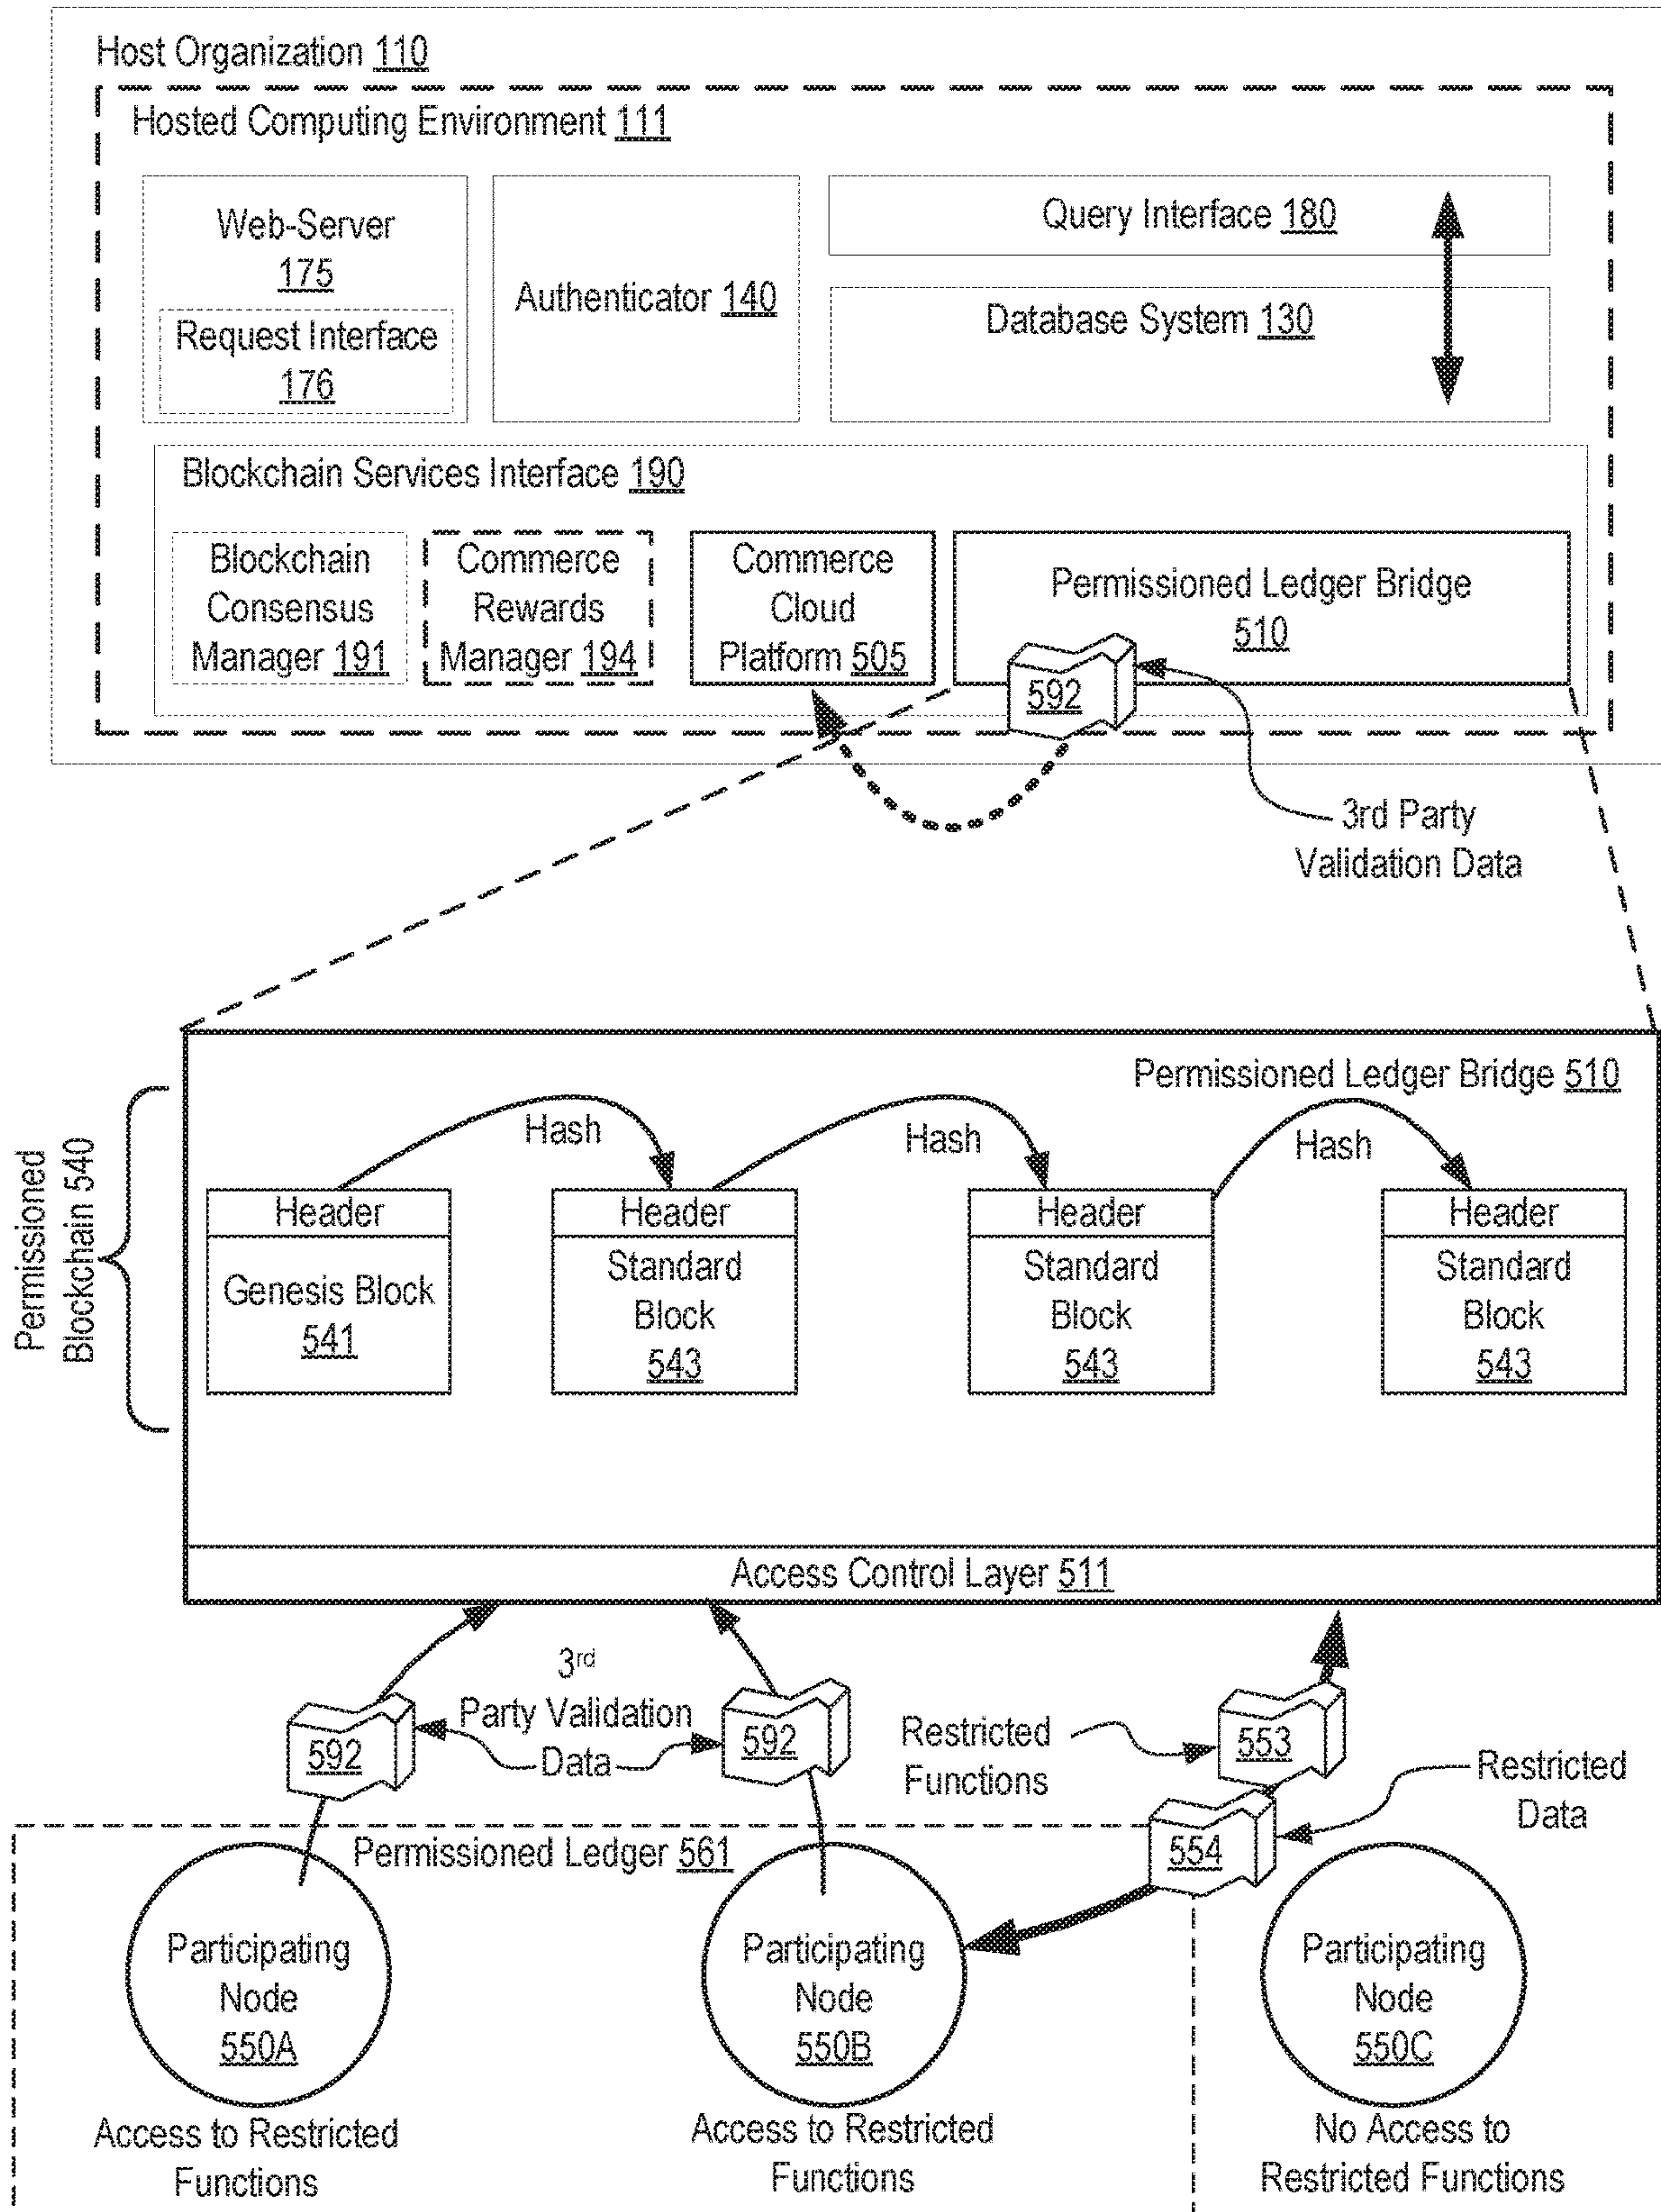 Host Organization 110
Hosted Computing Environment 111
Web-Server
175
Request Interface
176
Authenticator 140
Query Interface 180
Database System 130
Blockchain Services Interface 190
Blockchain
Consensus
Manager 191
Commerce
Rewards
Manager 194
Commerce
Cloud
Platform 505
Permissioned Ledger Bridge
510
592
3rd Party
Validation Data
Permissioned
Blockchain 540
Permissioned Ledger Bridge 510
Hash
Hash
Hash
Header
Genesis Block
541
Header
Standard
Block
543
Header
Standard
Block
543
Header
Standard
Block
543
Access Control Layer 511
592
3rd
Party Validation
Data
592
Restricted
Functions
553
Restricted
Data
554
Permissioned Ledger 561
Participating
Node
550A
Participating
Node
550B
Participating
Node
550C
Access to Restricted
Functions
Access to Restricted
Functions
No Access to
Restricted Functions